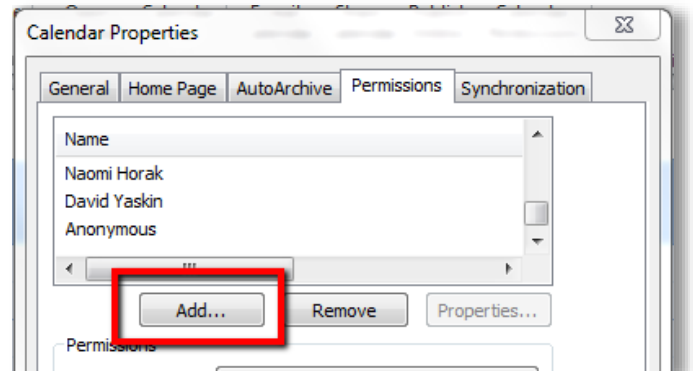 Calendar Properties
General Home Page AutoArchive Permissions Synchronization
Name
Naomi Horak
David Yaskin
Anonymous
Add... Remove Properties...
Permissions